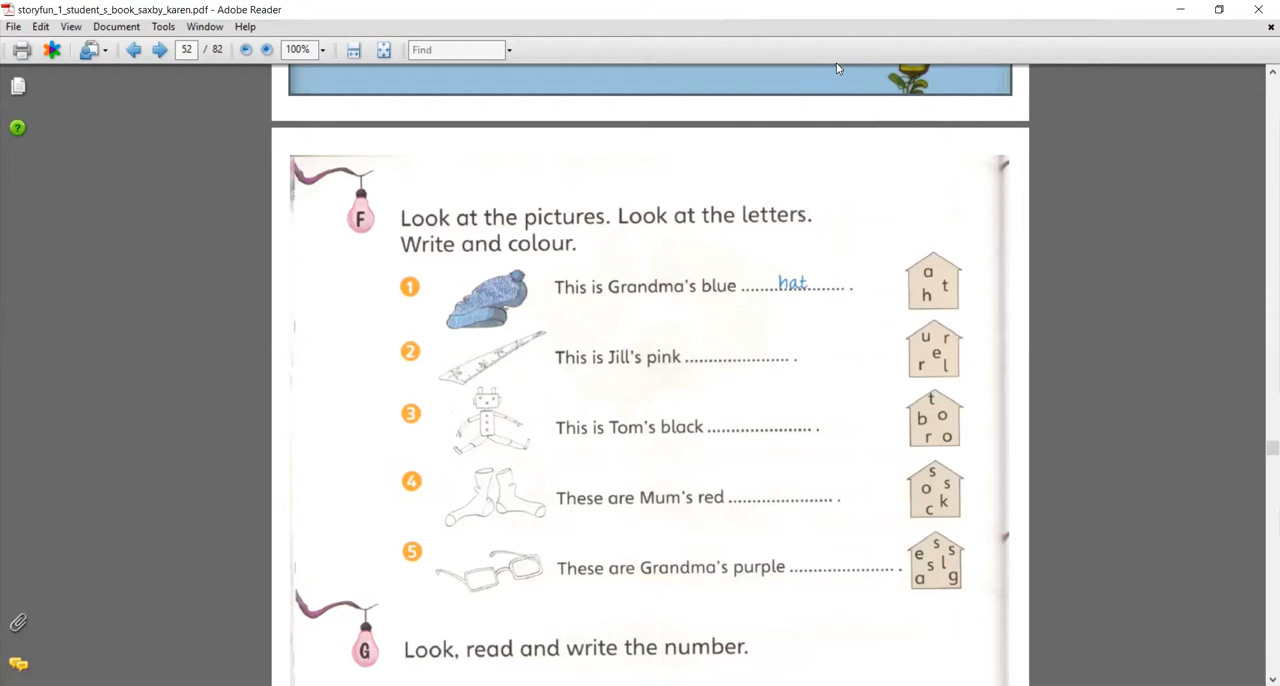 storyfun_1_student_s_book_saxby_karen.pdf - Adobe Reader
File Edit View Document Tools Window Help
52 / 82 100% Find
F
Look at the pictures. Look at the letters.
Write and colour.
1 This is Grandma's blue ........hat........ . a t h
2 This is Jill's pink ..................... . u r e r l
3 This is Tom's black ..................... . t b o r o
4 These are Mum's red ..................... . s o s c k
5 These are Grandma's purple ..................... . s e s s l a g
G
Look, read and write the number.